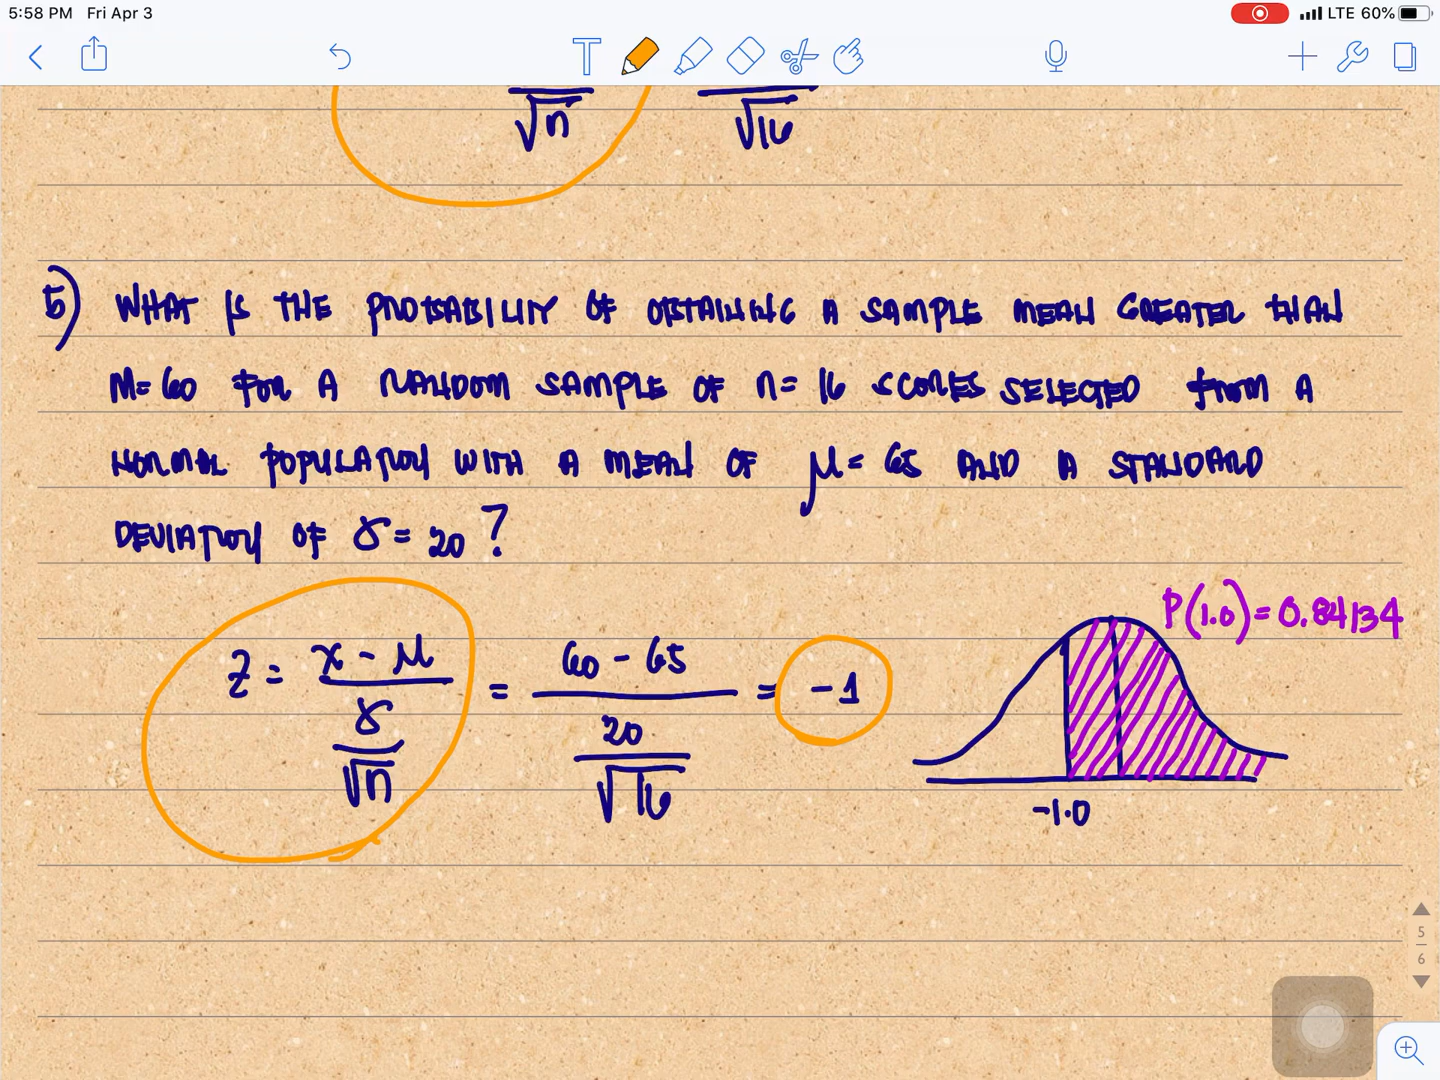 5:58 PM Fri Apr 3
LTE 60%
T
√n √16
5) WHAT IS THE PROBABILITY OF OBTAINING A SAMPLE MEAN GREATER THAN
M=60 FOR A RANDOM SAMPLE OF n=16 SCORES SELECTED FROM A
NORMAL POPULATION WITH A MEAN OF μ=65 AND A STANDARD
DEVIATION OF σ=20?
P(1.0)=0.84134
Z = x-μ / σ/√n = 60-65 / 20/√16 = -1
-1.0
5
6